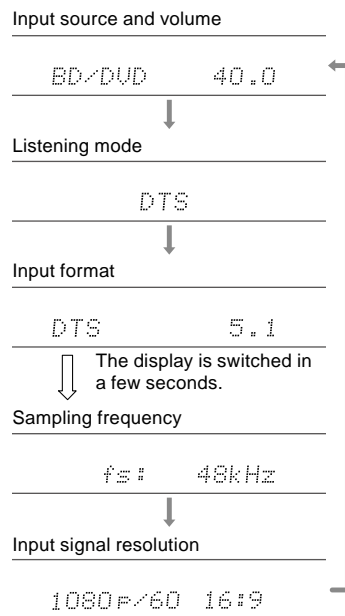 Input source and volume
BD/DVD 40.0
Listening mode
DTS
Input format
DTS 5.1
The display is switched in
a few seconds.
Sampling frequency
fs: 48kHz
Input signal resolution
1080p/60 16:9